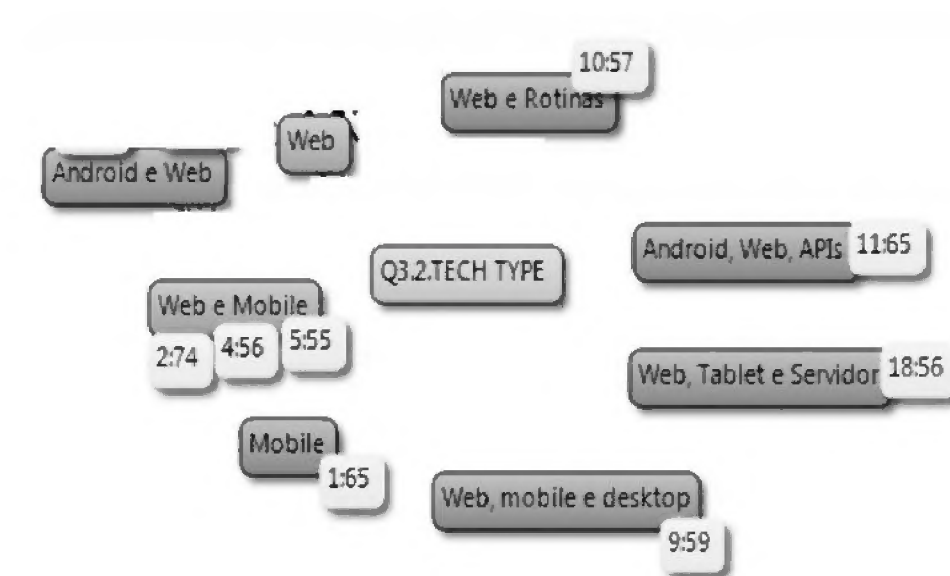 10:57
Web e Rotinas
Web
Android e Web
Android, Web, APIs 11:65
Q3.2.TECH TYPE
Web e Mobile
2:74 4:56 5:55
Web, Tablet e Servidor 18:56
Mobile
1:65
Web, mobile e desktop
9:59